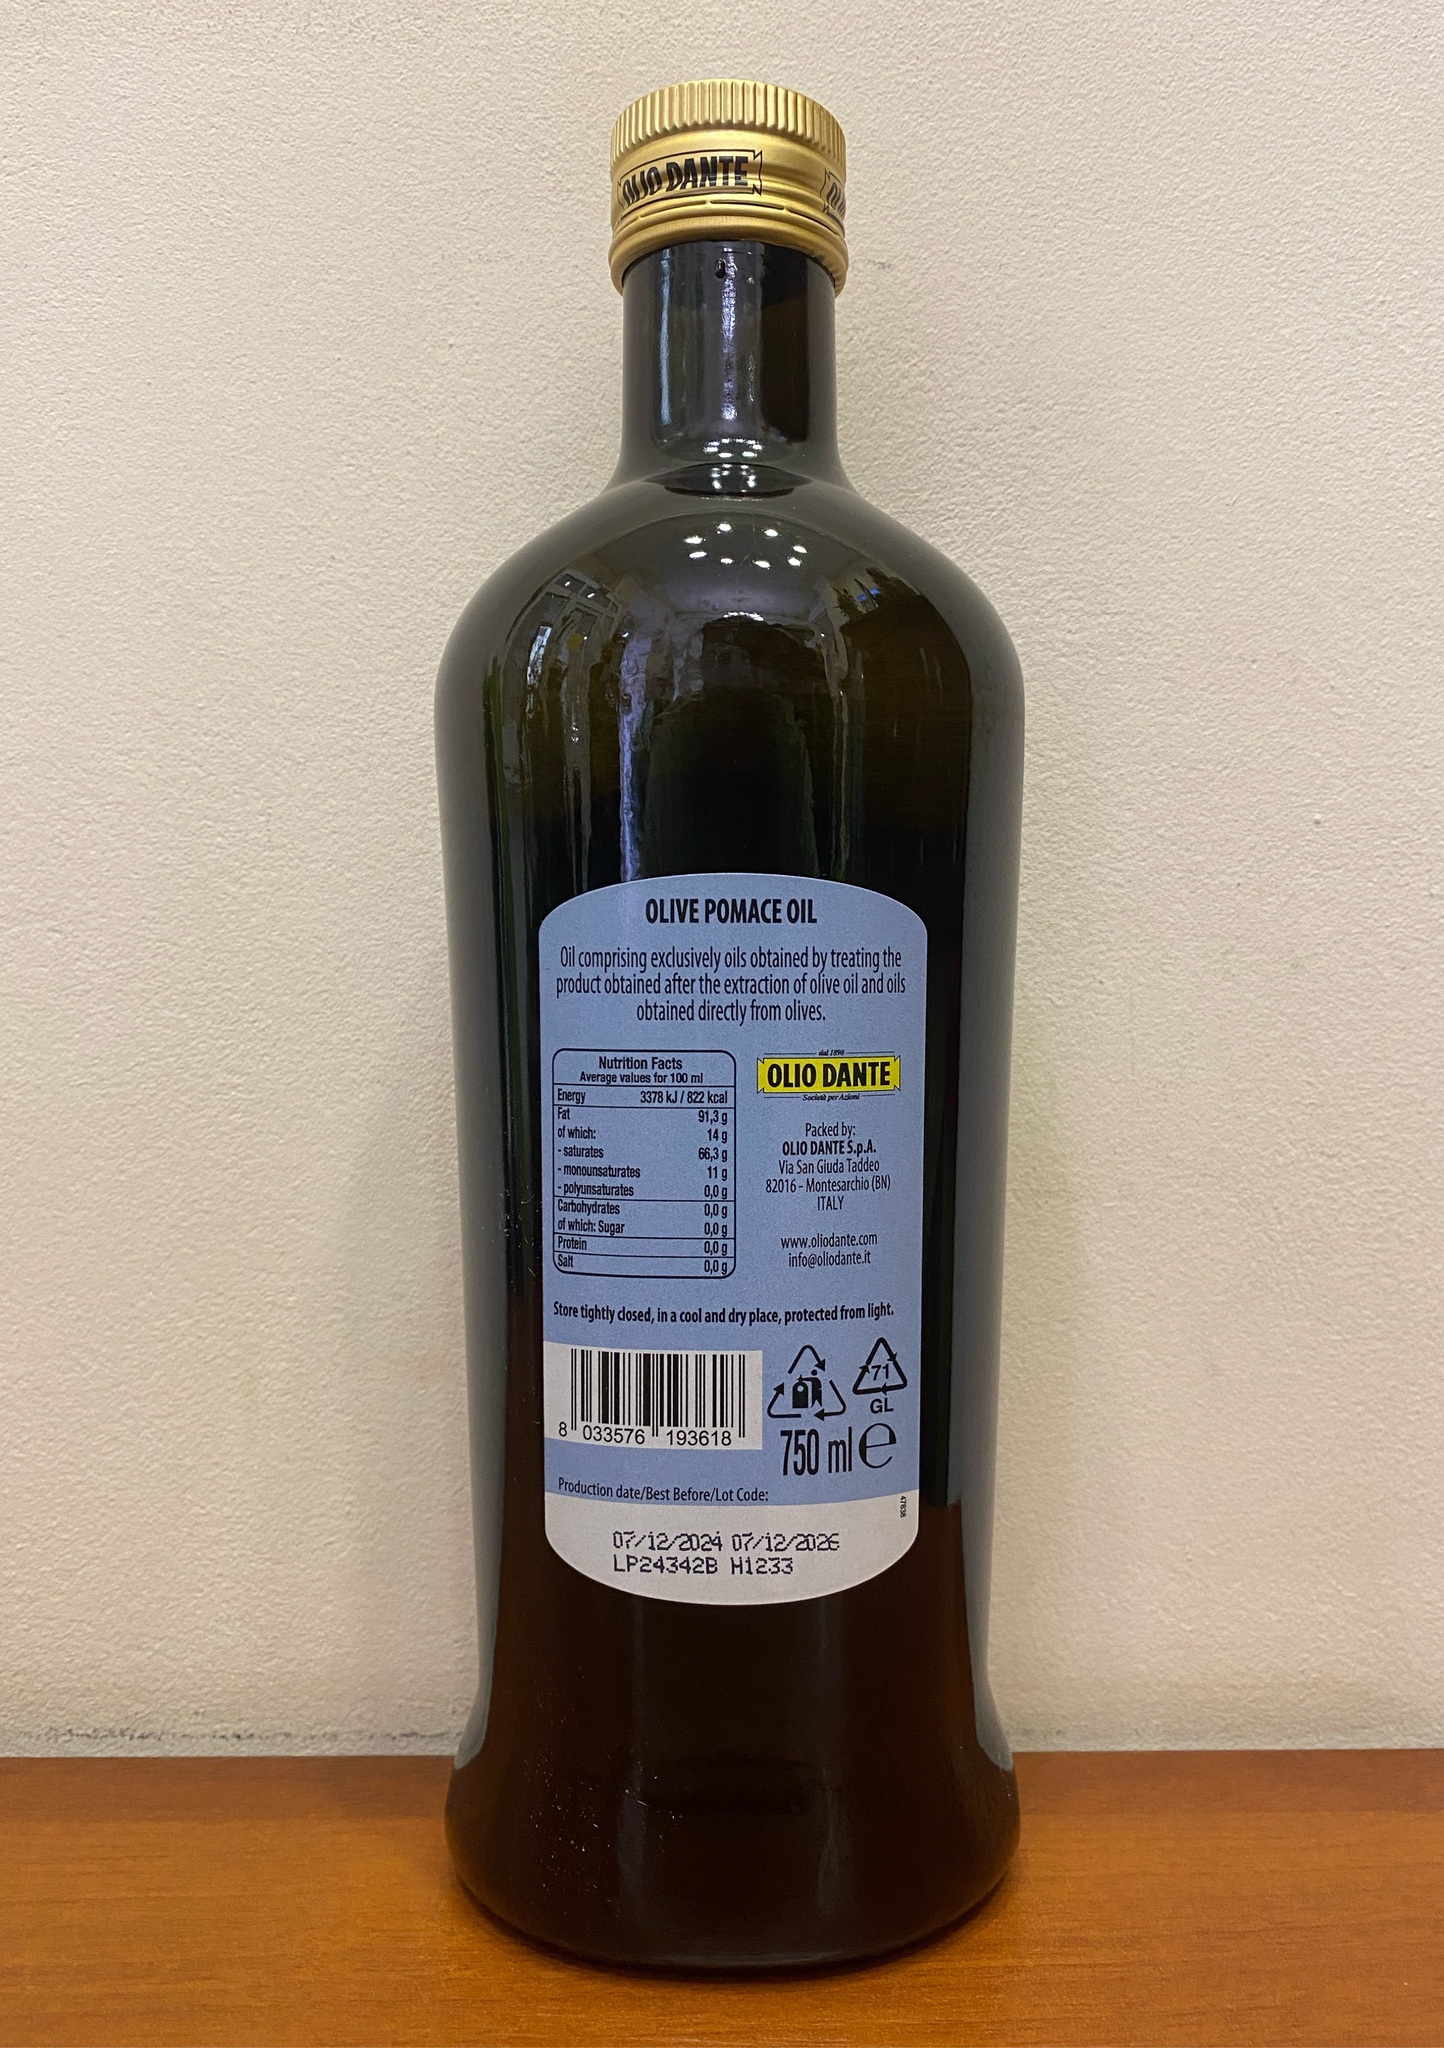 OLIO DANTE
OLIVE POMACE OIL
Oil comprising exclusively oils obtained by treating the
product obtained after the extraction of olive oil and oils
obtained directly from olives.
Nutrition Facts
Average values for 100 ml
Energy 3378 kJ / 822 kcal
Fat 91,3 g
of which: 14 g
- saturates 66,3 g
- monounsaturates 11 g
- polyunsaturates 0,0 g
Carbohydrates 0,0 g
of which: Sugar 0,0 g
Protein 0,0 g
Salt 0,0 g
dal 1898
OLIO DANTE
Società per Azioni
Packed by:
OLIO DANTE S.p.A.
Via San Giuda Taddeo
82016 - Montesarchio (BN)
ITALY
www.oliodante.com
info@oliodante.it
Store tightly closed, in a cool and dry place, protected from light.
8 033576 193618
71
GL
750 ml e
Production date/Best Before/Lot Code:
47838
07/12/2024 07/12/2026
LP24342B H1233